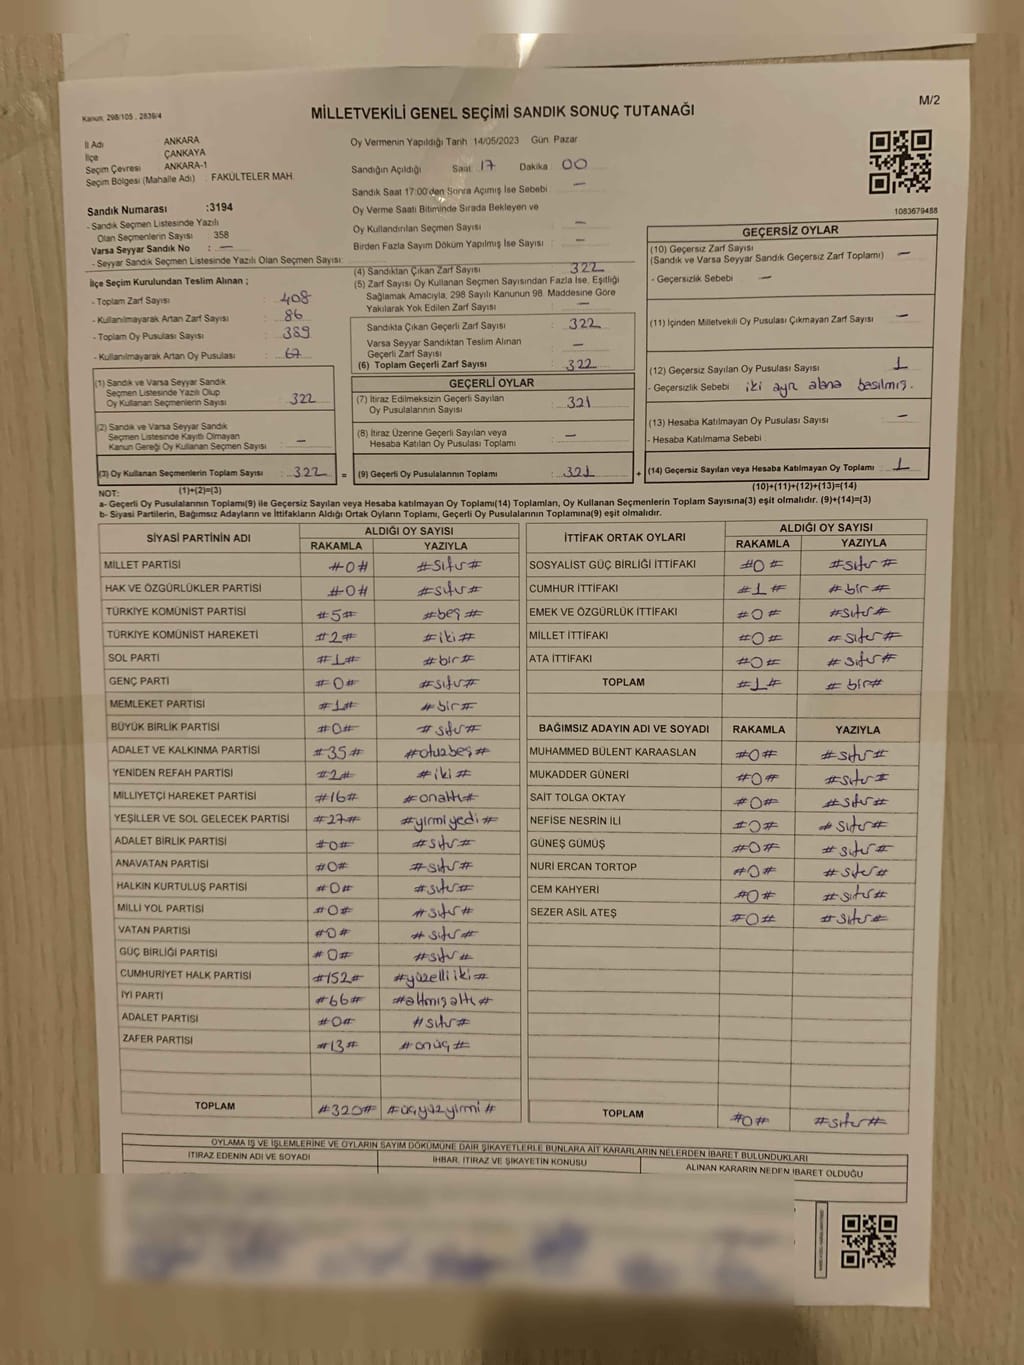 M/2
Kanun: 298/105 , 2839/4
MİLLETVEKİLİ GENEL SEÇİMİ SANDIK SONUÇ TUTANAĞI
İl Adı ANKARA
İlçe ÇANKAYA
Seçim Çevresi ANKARA-1
Seçim Bölgesi (Mahalle Adı) FAKÜLTELER MAH.
Sandık Numarası :3194
- Sandık Seçmen Listesinde Yazılı
Olan Seçmenlerin Sayısı 358
Varsa Seyyar Sandık No : —
- Seyyar Sandık Seçmen Listesinde Yazılı Olan Seçmen Sayısı:
Oy Vermenin Yapıldığı Tarih 14/05/2023 Gün Pazar
Sandığın Açıldığı Saat 17 Dakika 00
Sandık Saat 17:00'den Sonra Açılmış İse Sebebi —
Oy Verme Saati Bitiminde Sırada Bekleyen ve
Oy Kullandırılan Seçmen Sayısı —
Birden Fazla Sayım Döküm Yapılmış İse Sayısı : —
1083679488
İlçe Seçim Kurulundan Teslim Alınan ;
- Toplam Zarf Sayısı : 408
- Kullanılmayarak Artan Zarf Sayısı : 86
- Toplam Oy Pusulası Sayısı : 389
- Kullanılmayarak Artan Oy Pusulası : 67
(1) Sandık ve Varsa Seyyar Sandık
Seçmen Listesinde Yazılı Olup
Oy Kullanan Seçmenlerin Sayısı : 322
(2) Sandık ve Varsa Seyyar Sandık
Seçmen Listesinde Kayıtlı Olmayan
Kanun Gereği Oy Kullanan Seçmen Sayısı : —
(3) Oy Kullanan Seçmenlerin Toplam Sayısı : 322 =
(1)+(2)=(3)
(4) Sandıktan Çıkan Zarf Sayısı 322
(5) Zarf Sayısı Oy Kullanan Seçmen Sayısından Fazla İse, Eşitliği
Sağlamak Amacıyla, 298 Sayılı Kanunun 98. Maddesine Göre
Yakılarak Yok Edilen Zarf Sayısı : —
Sandıkta Çıkan Geçerli Zarf Sayısı : 322
Varsa Seyyar Sandıktan Teslim Alınan
Geçerli Zarf Sayısı : —
(6) Toplam Geçerli Zarf Sayısı : 322
GEÇERLİ OYLAR
(7) İtiraz Edilmeksizin Geçerli Sayılan
Oy Pusulalarının Sayısı : 321
(8) İtiraz Üzerine Geçerli Sayılan veya
Hesaba Katılan Oy Pusulası Toplamı : —
(9) Geçerli Oy Pusulalarının Toplamı : 321 +
GEÇERSİZ OYLAR
(10) Geçersiz Zarf Sayısı
(Sandık ve Varsa Seyyar Sandık Geçersiz Zarf Toplamı) : —
- Geçersizlik Sebebi : —
(11) İçinden Milletvekili Oy Pusulası Çıkmayan Zarf Sayısı : —
(12) Geçersiz Sayılan Oy Pusulası Sayısı : 1
- Geçersizlik Sebebi : iki ayrı alana basılmış.
(13) Hesaba Katılmayan Oy Pusulası Sayısı : —
- Hesaba Katılmama Sebebi :
(14) Geçersiz Sayılan veya Hesaba Katılmayan Oy Toplamı : 1
(10)+(11)+(12)+(13)=(14)
NOT:
a- Geçerli Oy Pusulalarının Toplamı(9) ile Geçersiz Sayılan veya Hesaba katılmayan Oy Toplamı(14) Toplamları, Oy Kullanan Seçmenlerin Toplam Sayısına(3) eşit olmalıdır. (9)+(14)=(3)
b- Siyasi Partilerin, Bağımsız Adayların ve İttifakların Aldığı Ortak Oyların Toplamı, Geçerli Oy Pusulalarının Toplamına(9) eşit olmalıdır.
SİYASİ PARTİNİN ADI ALDIĞI OY SAYISI
RAKAMLA YAZIYLA
MİLLET PARTİSİ #0# #sıfır#
HAK VE ÖZGÜRLÜKLER PARTİSİ #0# #sıfır#
TÜRKİYE KOMÜNİST PARTİSİ #5# #beş#
TÜRKİYE KOMÜNİST HAREKETİ #2# #iki#
SOL PARTİ #1# #bir#
GENÇ PARTİ #0# #sıfır#
MEMLEKET PARTİSİ #1# #bir#
BÜYÜK BİRLİK PARTİSİ #0# #sıfır#
ADALET VE KALKINMA PARTİSİ #35# #otuzbeş#
YENİDEN REFAH PARTİSİ #2# #iki#
MİLLİYETÇİ HAREKET PARTİSİ #16# #onaltı#
YEŞİLLER VE SOL GELECEK PARTİSİ #27# #yirmiyedi#
ADALET BİRLİK PARTİSİ #0# #sıfır#
ANAVATAN PARTİSİ #0# #sıfır#
HALKIN KURTULUŞ PARTİSİ #0# #sıfır#
MİLLİ YOL PARTİSİ #0# #sıfır#
VATAN PARTİSİ #0# #sıfır#
GÜÇ BİRLİĞİ PARTİSİ #0# #sıfır#
CUMHURİYET HALK PARTİSİ #152# #yüzelliiki#
İYİ PARTİ #66# #altmışaltı#
ADALET PARTİSİ #0# #sıfır#
ZAFER PARTİSİ #13# #onüç#
TOPLAM #320# #üçyüzyirmi#
İTTİFAK ORTAK OYLARI ALDIĞI OY SAYISI
RAKAMLA YAZIYLA
SOSYALİST GÜÇ BİRLİĞİ İTTİFAKI #0# #sıfır#
CUMHUR İTTİFAKI #1# #bir#
EMEK VE ÖZGÜRLÜK İTTİFAKI #0# #sıfır#
MİLLET İTTİFAKI #0# #sıfır#
ATA İTTİFAKI #0# #sıfır#
TOPLAM #1# #bir#
BAĞIMSIZ ADAYIN ADI VE SOYADI RAKAMLA YAZIYLA
MUHAMMED BÜLENT KARAASLAN #0# #sıfır#
MUKADDER GÜNERİ #0# #sıfır#
SAİT TOLGA OKTAY #0# #sıfır#
NEFİSE NESRİN İLİ #0# #sıfır#
GÜNEŞ GÜMÜŞ #0# #sıfır#
NURİ ERCAN TORTOP #0# #sıfır#
CEM KAHYERİ #0# #sıfır#
SEZER ASİL ATEŞ #0# #sıfır#
TOPLAM #0# #sıfır#
OYLAMA İŞ VE İŞLEMLERİNE VE OYLARIN SAYIM DÖKÜMÜNE DAİR ŞİKAYETLERLE BUNLARA AİT KARARLARIN NELERDEN İBARET BULUNDUKLARI
İTİRAZ EDENİN ADI VE SOYADI İHBAR, İTİRAZ VE ŞİKAYETİN KONUSU ALINAN KARARIN NEDEN İBARET OLDUĞU